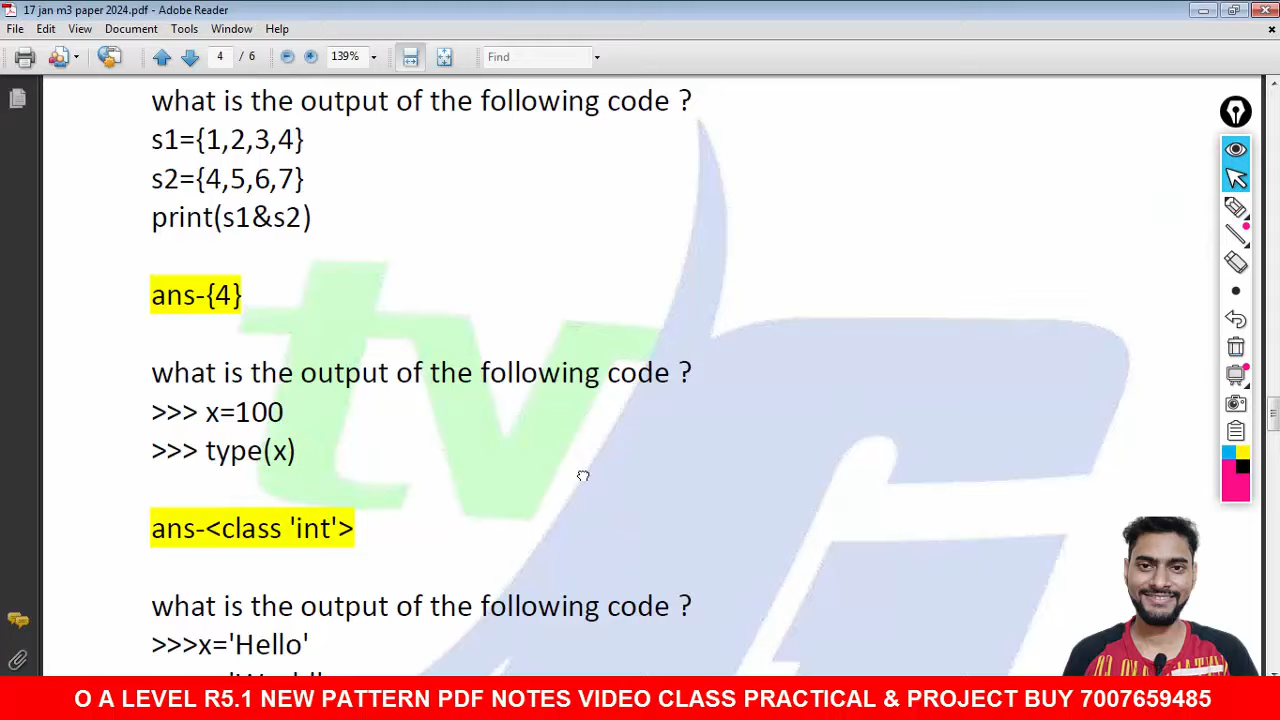 17 jan m3 paper 2024.pdf - Adobe Reader
File Edit View Document Tools Window Help
4 / 6 139% Find
what is the output of the following code ?
s1={1,2,3,4}
s2={4,5,6,7}
print(s1&s2)
ans-{4}
what is the output of the following code ?
>>> x=100
>>> type(x)
ans-<class 'int'>
what is the output of the following code ?
>>>x='Hello'
tv
O A LEVEL R5.1 NEW PATTERN PDF NOTES VIDEO CLASS PRACTICAL & PROJECT BUY 7007659485